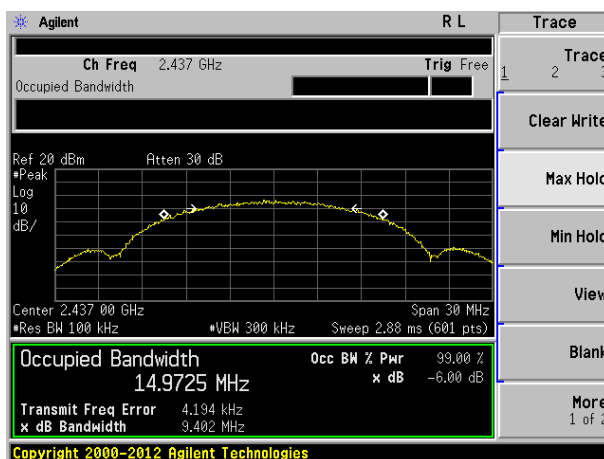 Agilent R L Trace
Ch Freq 2.437 GHz Trig Free
Occupied Bandwidth
Trace
1 2 3
Clear Write
Max Hold
Min Hold
View
Blank
More
1 of 2
Ref 20 dBm Atten 30 dB
#Peak
Log
10
dB/
Center 2.437 00 GHz Span 30 MHz
#Res BW 100 kHz #VBW 300 kHz Sweep 2.88 ms (601 pts)
Occupied Bandwidth Occ BW % Pwr 99.00 %
14.9725 MHz x dB -6.00 dB
Transmit Freq Error 4.194 kHz
x dB Bandwidth 9.402 MHz
Copyright 2000-2012 Agilent Technologies